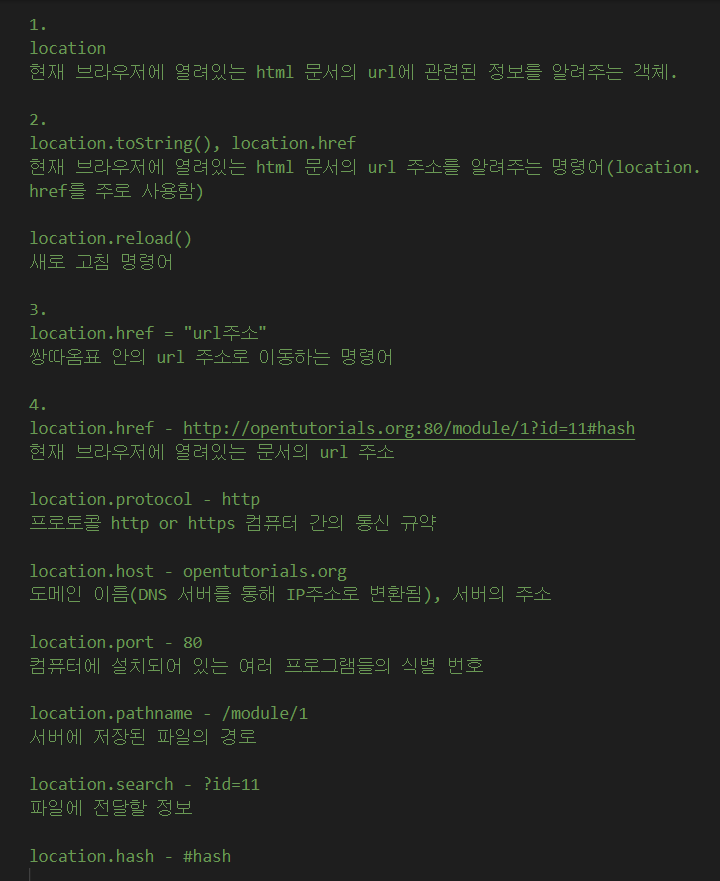 1.
location
현재 브라우저에 열려있는 html 문서의 url에 관련된 정보를 알려주는 객체.
2.
location.toString(), location.href
현재 브라우저에 열려있는 html 문서의 url 주소를 알려주는 명령어(location.
href를 주로 사용함)
location.reload()
새로 고침 명령어
3.
location.href = "url주소"
쌍따옴표 안의 url 주소로 이동하는 명령어
4.
location.href - http://opentutorials.org:80/module/1?id=11#hash
현재 브라우저에 열려있는 문서의 url 주소
location.protocol - http
프로토콜 http or https 컴퓨터 간의 통신 규약
location.host - opentutorials.org
도메인 이름(DNS 서버를 통해 IP주소로 변환됨), 서버의 주소
location.port - 80
컴퓨터에 설치되어 있는 여러 프로그램들의 식별 번호
location.pathname - /module/1
서버에 저장된 파일의 경로
location.search - ?id=11
파일에 전달할 정보
location.hash - #hash